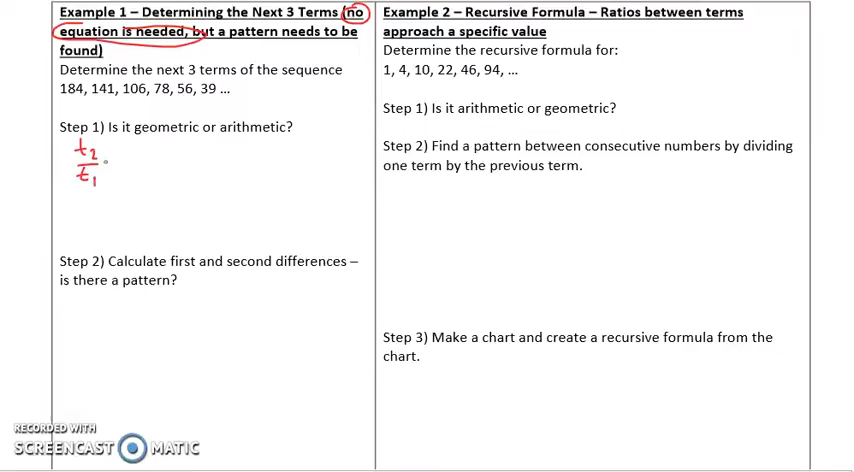 Example 1 – Determining the Next 3 Terms (no
equation is needed, but a pattern needs to be
found)
Determine the next 3 terms of the sequence
184, 141, 106, 78, 56, 39 ...
Step 1) Is it geometric or arithmetic?
t2
t1
Step 2) Calculate first and second differences –
is there a pattern?
Example 2 – Recursive Formula – Ratios between terms
approach a specific value
Determine the recursive formula for:
1, 4, 10, 22, 46, 94, ...
Step 1) Is it arithmetic or geometric?
Step 2) Find a pattern between consecutive numbers by dividing
one term by the previous term.
Step 3) Make a chart and create a recursive formula from the
chart.
RECORDED WITH
SCREENCAST MATIC